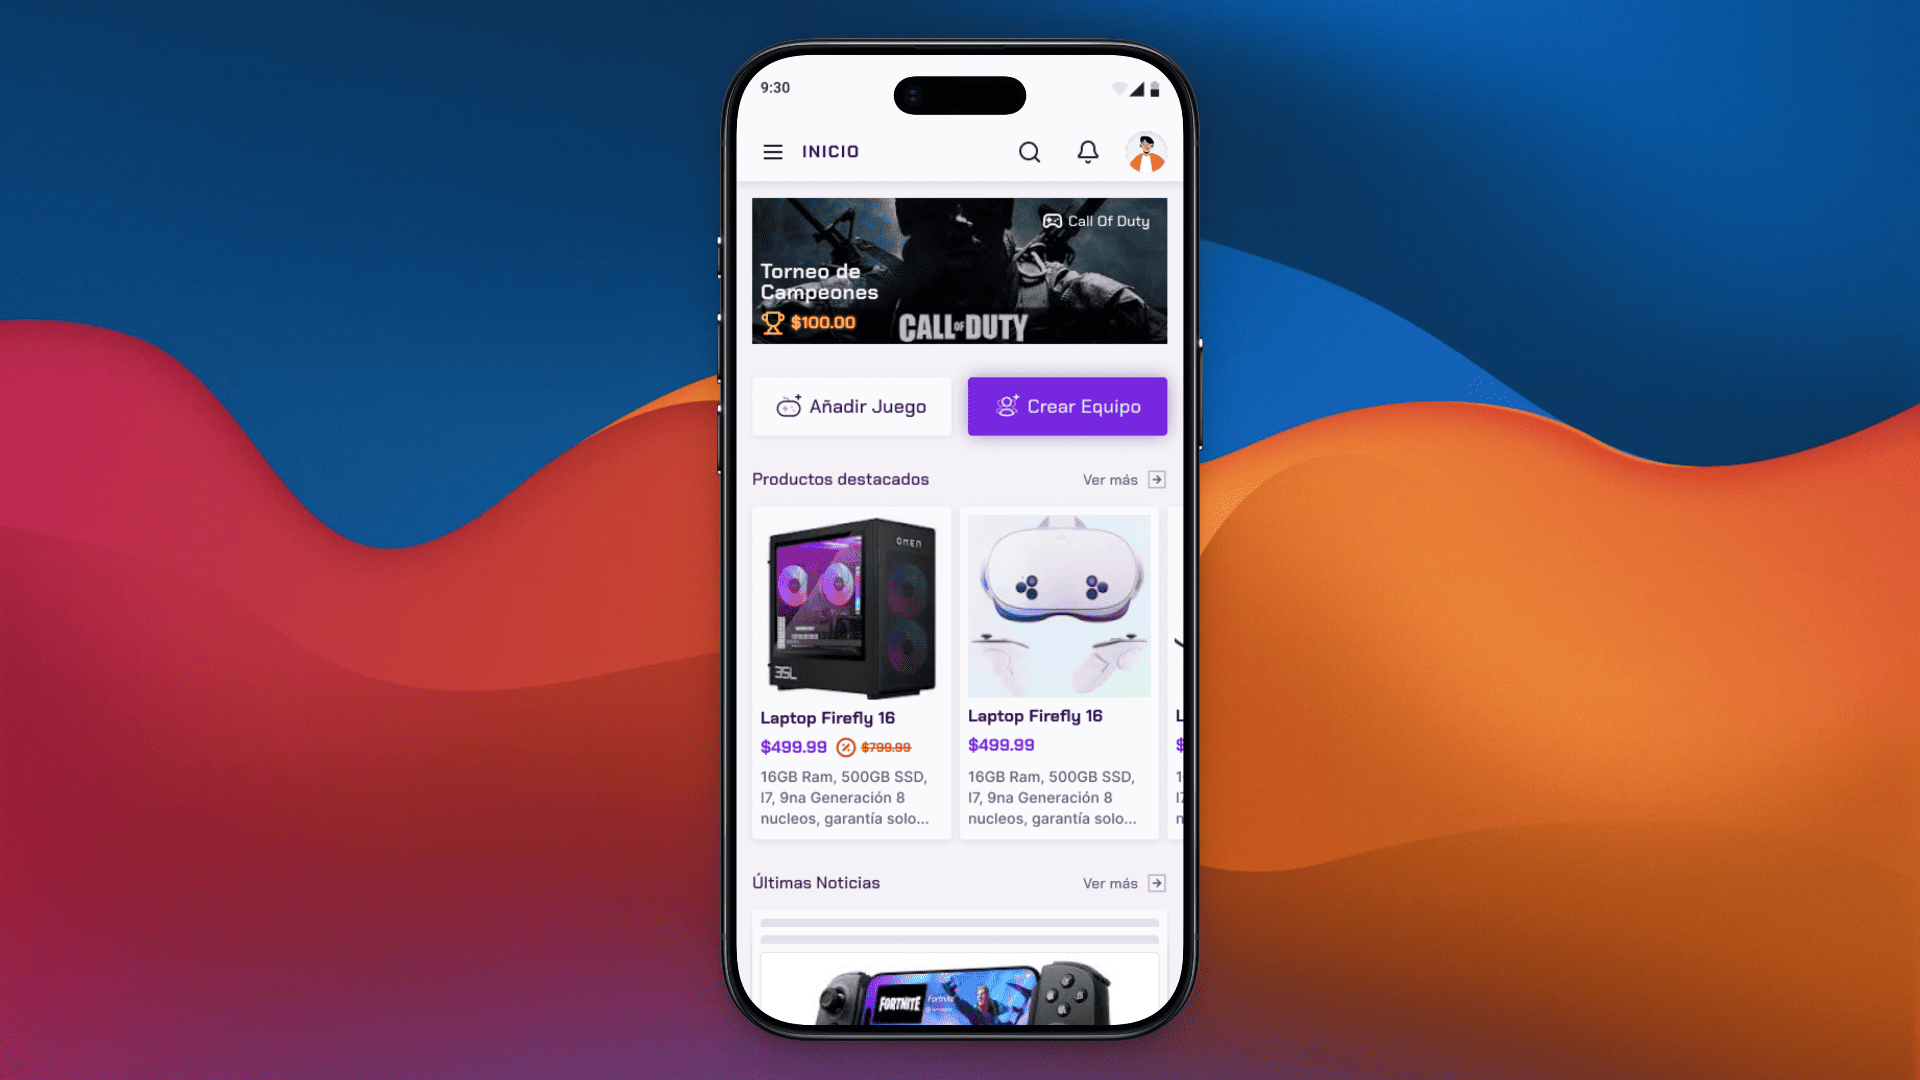 9:30
INICIO
Call Of Duty
Torneo de
Campeones
$100.00
CALL OF DUTY
Añadir Juego
Crear Equipo
Productos destacados
Ver más
OMEN
35L
Laptop Firefly 16
$499.99 $799.99
16GB Ram, 500GB SSD,
I7, 9na Generación 8
nucleos, garantía solo...
Laptop Firefly 16
$499.99
16GB Ram, 500GB SSD,
I7, 9na Generación 8
nucleos, garantía solo...
Últimas Noticias
Ver más
FORTNITE
Fortnite